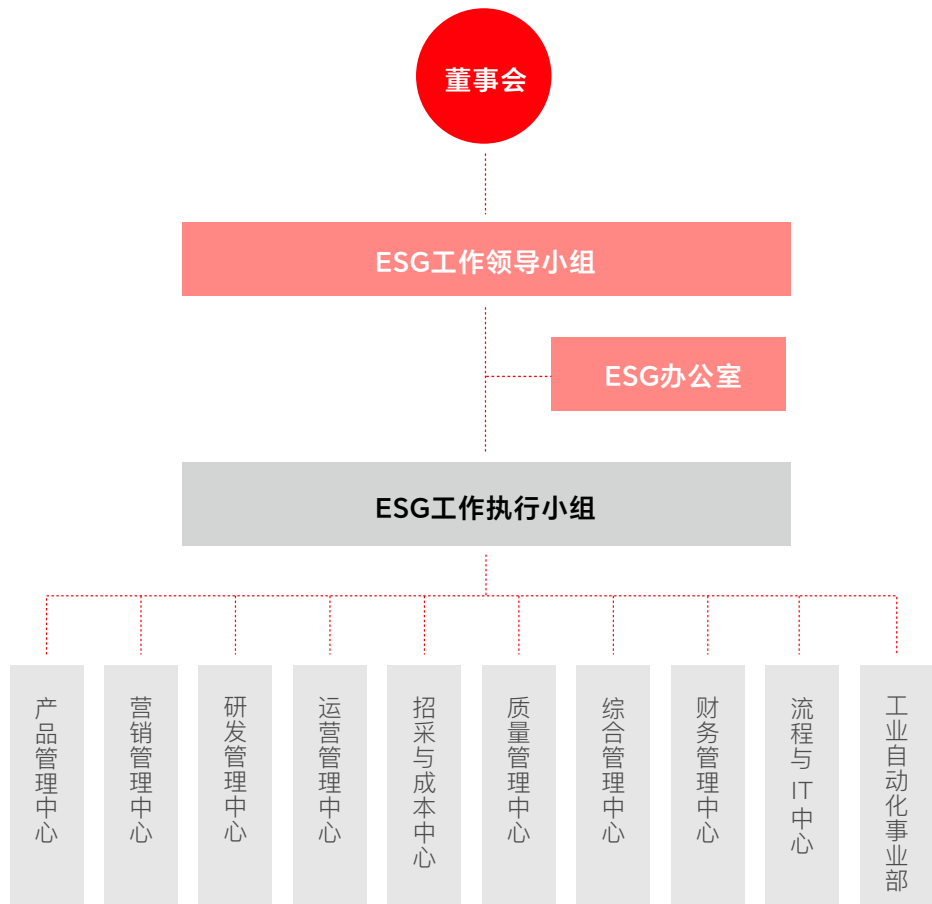 董事会
ESG工作领导小组
ESG办公室
ESG工作执行小组
产品管理中心
营销管理中心
研发管理中心
运营管理中心
招采与成本中心
质量管理中心
综合管理中心
财务管理中心
流程与IT中心
工业自动化事业部